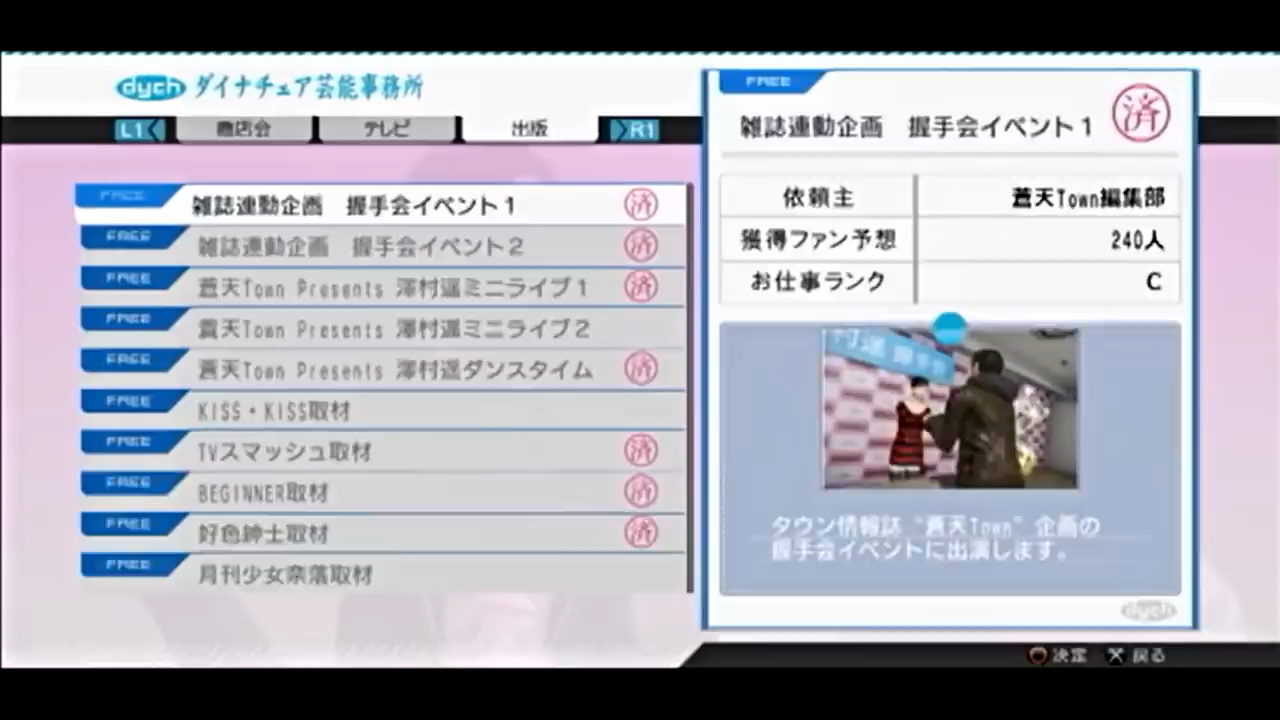 dych ダイナチュア芸能事務所
L1 商店会 テレビ 出版 R1
FREE 雑誌連動企画 握手会イベント1 済
FREE 雑誌連動企画 握手会イベント2 済
FREE 蒼天Town Presents 澤村遥ミニライブ1 済
FREE 蒼天Town Presents 澤村遥ミニライブ2
FREE 蒼天Town Presents 澤村遥ダンスタイム 済
FREE KISS・KISS取材
FREE TVスマッシュ取材 済
FREE BEGINNER取材 済
FREE 好色紳士取材 済
FREE 月刊少女奈落取材
FREE
雑誌連動企画 握手会イベント1 済
依頼主 蒼天Town編集部
獲得ファン予想 240人
お仕事ランク C
タウン情報誌“蒼天Town”企画の
握手会イベントに出演します。
dych
決定 戻る